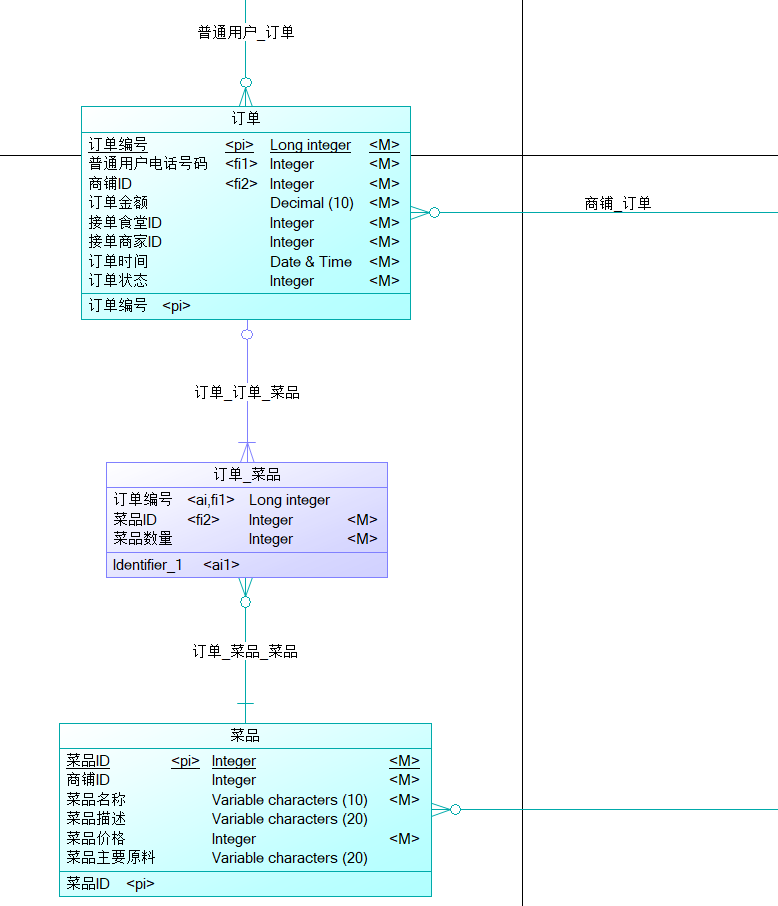 普通用户_订单
订单
订单编号 <pi> Long integer <M>
普通用户电话号码 <fi1> Integer <M>
商铺ID <fi2> Integer <M>
订单金额 Decimal (10) <M>
接单食堂ID Integer <M>
接单商家ID Integer <M>
订单时间 Date & Time <M>
订单状态 Integer <M>
订单编号 <pi>
商铺_订单
订单_订单_菜品
订单_菜品
订单编号 <ai,fi1> Long integer
菜品ID <fi2> Integer <M>
菜品数量 Integer <M>
Identifier_1 <ai1>
订单_菜品_菜品
菜品
菜品ID <pi> Integer <M>
商铺ID Integer <M>
菜品名称 Variable characters (10) <M>
菜品描述 Variable characters (20)
菜品价格 Integer <M>
菜品主要原料 Variable characters (20)
菜品ID <pi>